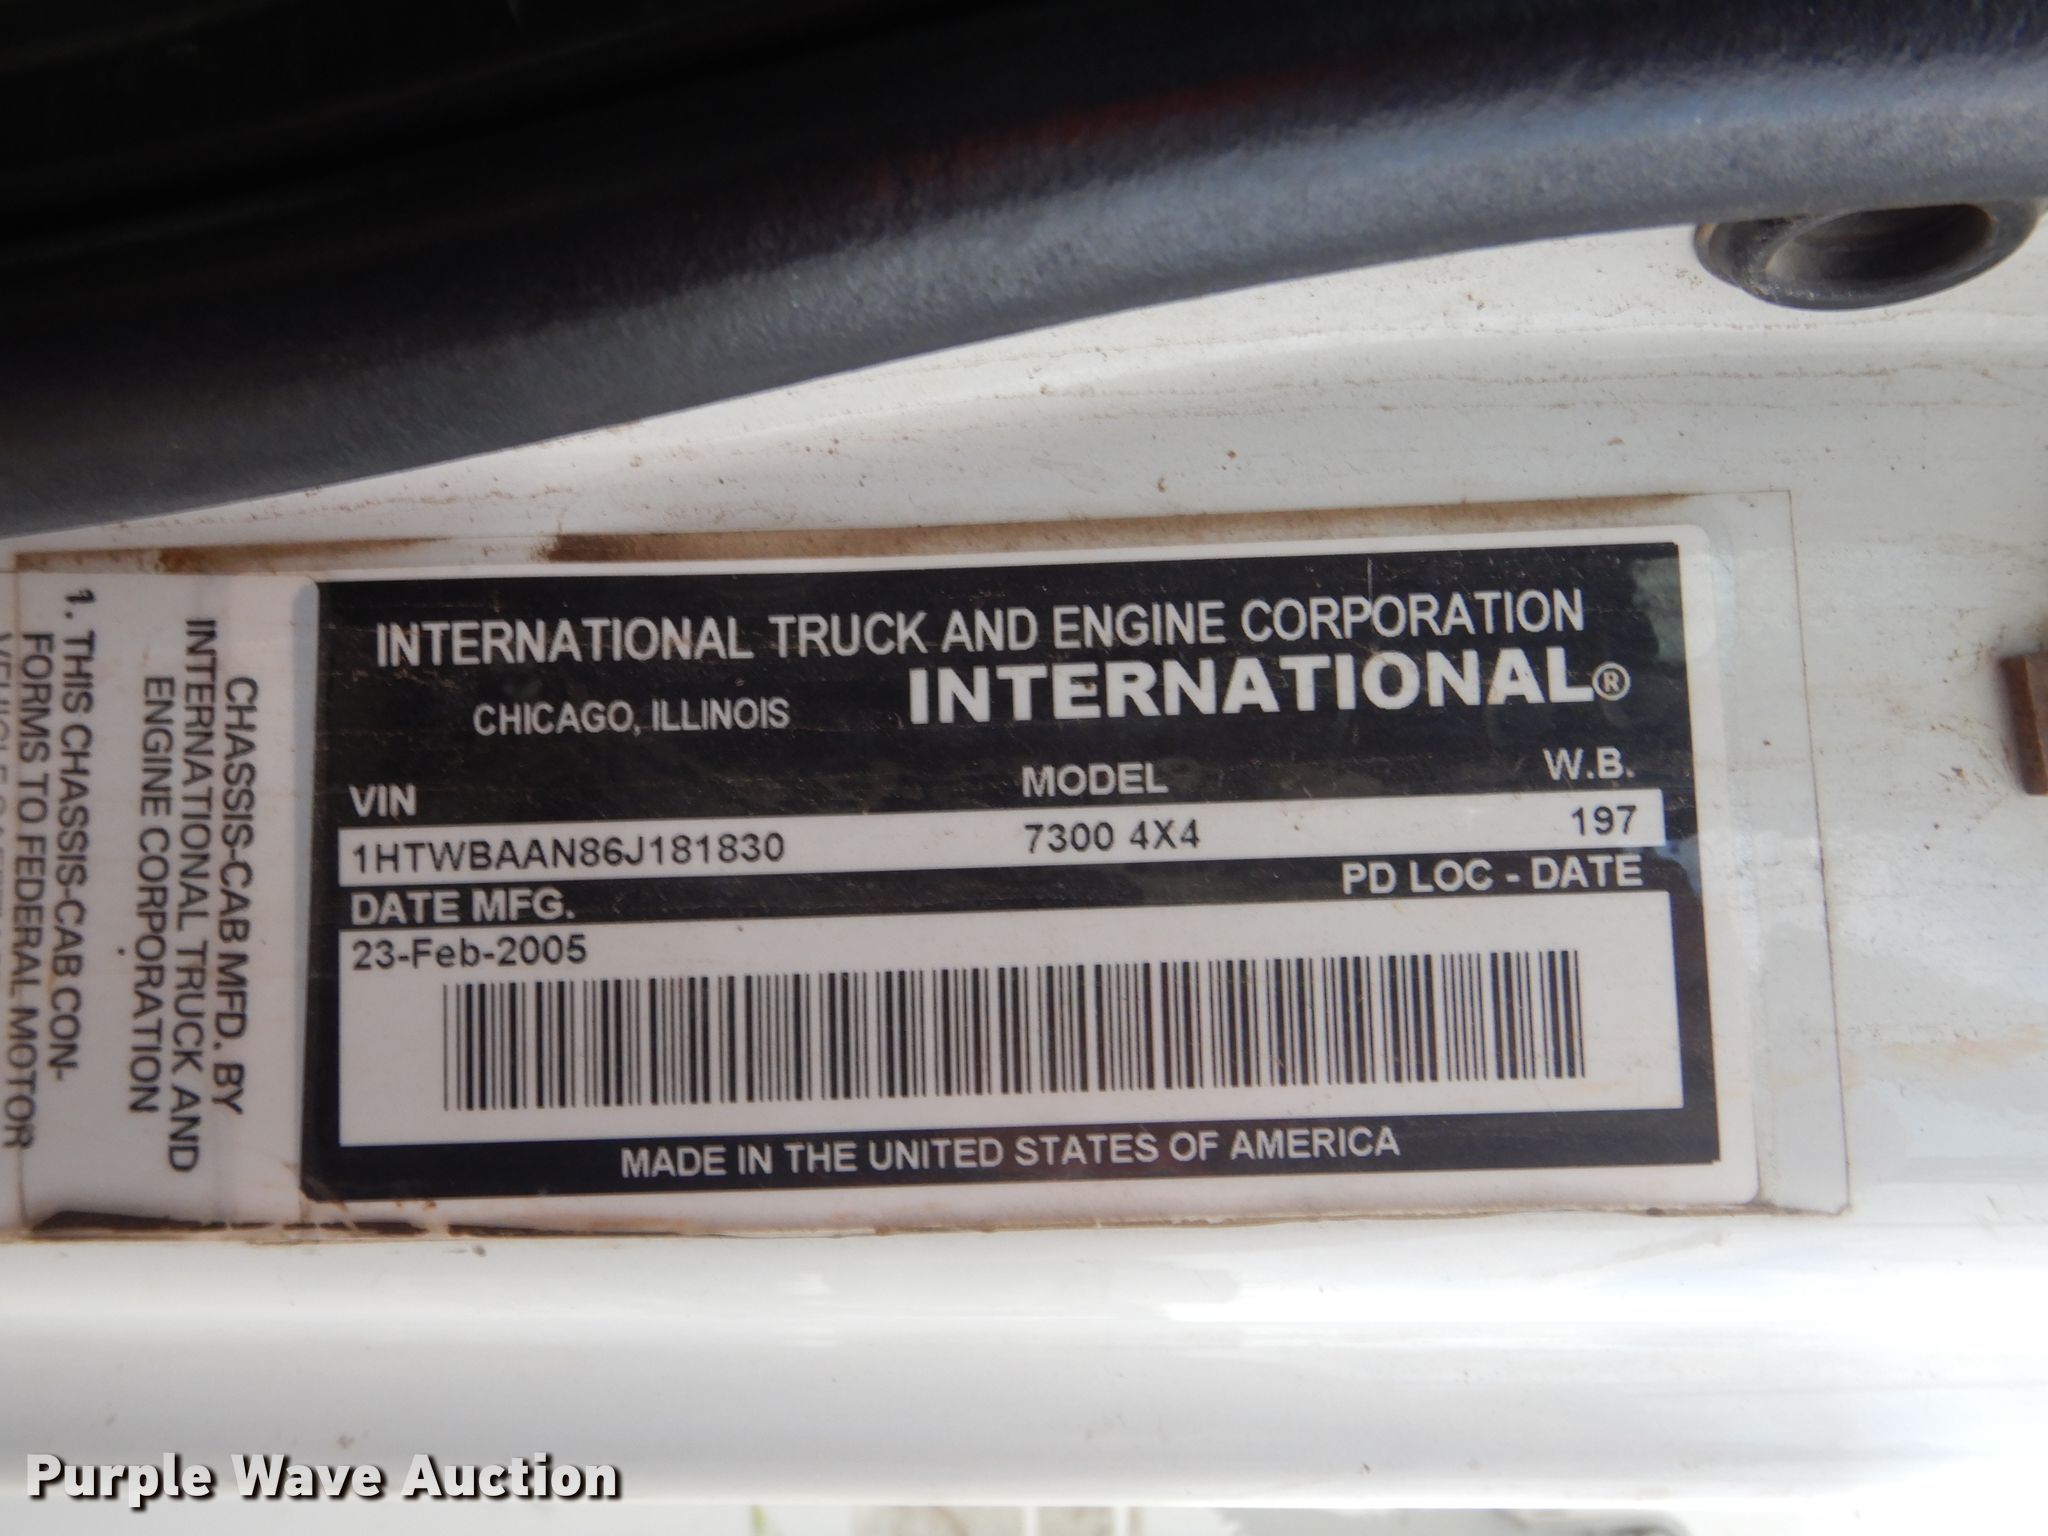 INTERNATIONAL TRUCK AND ENGINE CORPORATION
CHICAGO, ILLINOIS INTERNATIONAL®
VIN MODEL W.B.
1HTWBAAN86J181830 7300 4X4 197
DATE MFG. PD LOC - DATE
23-Feb-2005
MADE IN THE UNITED STATES OF AMERICA
CHASSIS-CAB MFD. BY
INTERNATIONAL TRUCK AND
ENGINE CORPORATION
1. THIS CHASSIS-CAB CON-
FORMS TO FEDERAL MOTOR
Purple Wave Auction